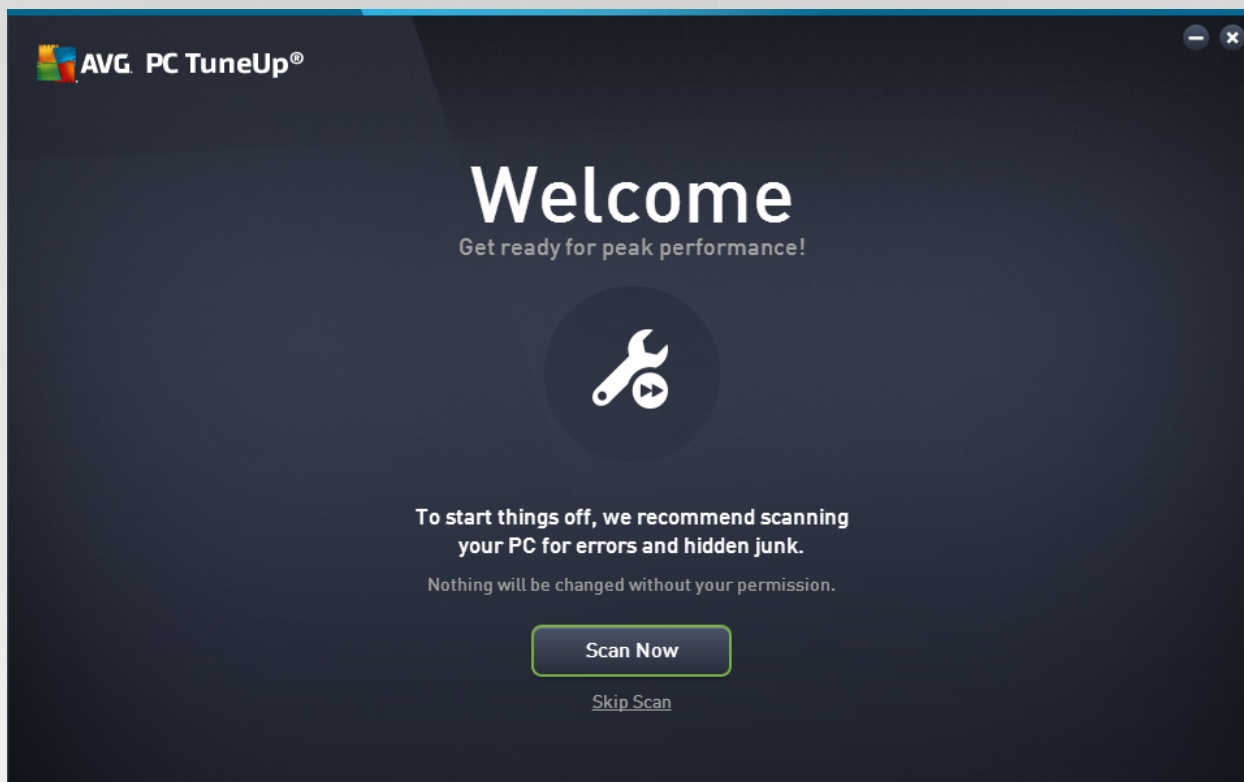 AVG. PC TuneUp®
Welcome
Get ready for peak performance!
To start things off, we recommend scanning
your PC for errors and hidden junk.
Nothing will be changed without your permission.
Scan Now
Skip Scan